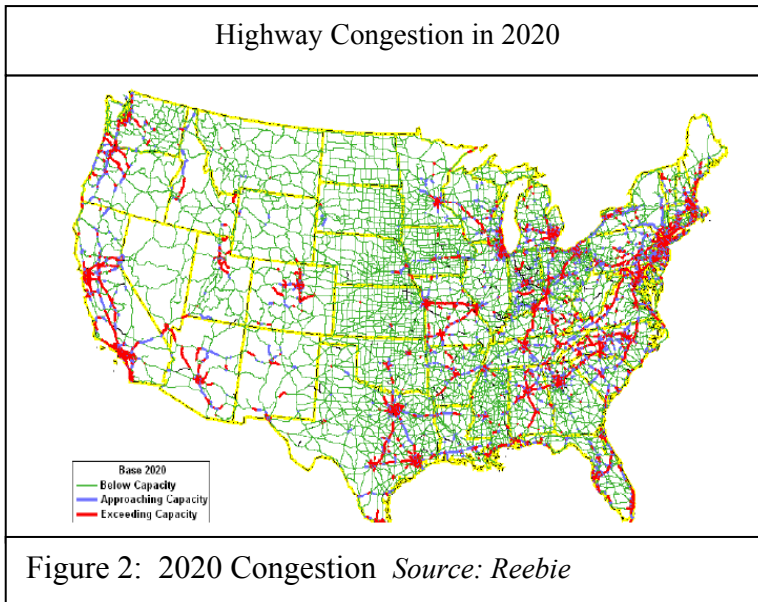 Highway Congestion in 2020
Base 2020
Below Capacity
Approaching Capacity
Exceeding Capacity
Figure 2: 2020 Congestion Source: Reebie